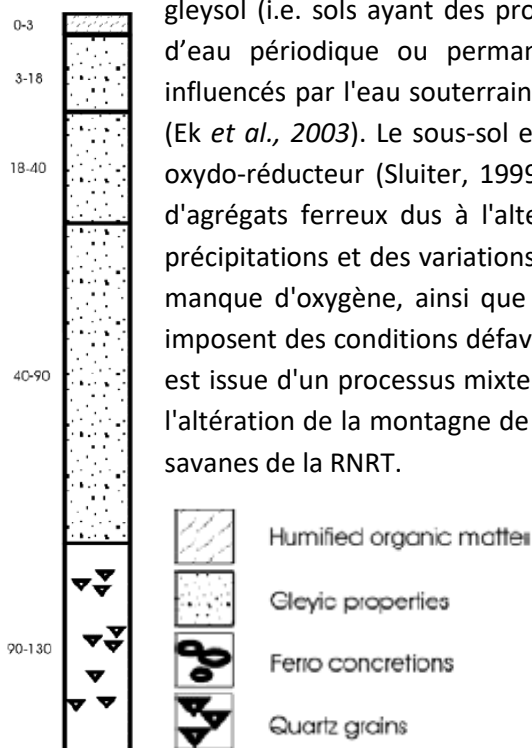 gleysol (i.e. sols ayant des pro
d’eau périodique ou perman
influencés par l'eau souterrain
(Ek et al., 2003). Le sous-sol e
oxydo-réducteur (Sluiter, 1999
d'agrégats ferreux dus à l'alte
précipitations et des variations
manque d'oxygène, ainsi que
imposent des conditions défav
est issue d'un processus mixte
l'altération de la montagne de
savanes de la RNRT.
0-3
3-18
18-40
40-90
90-130
Humified organic matter
Gleyic properties
Ferro concretions
Quartz grains